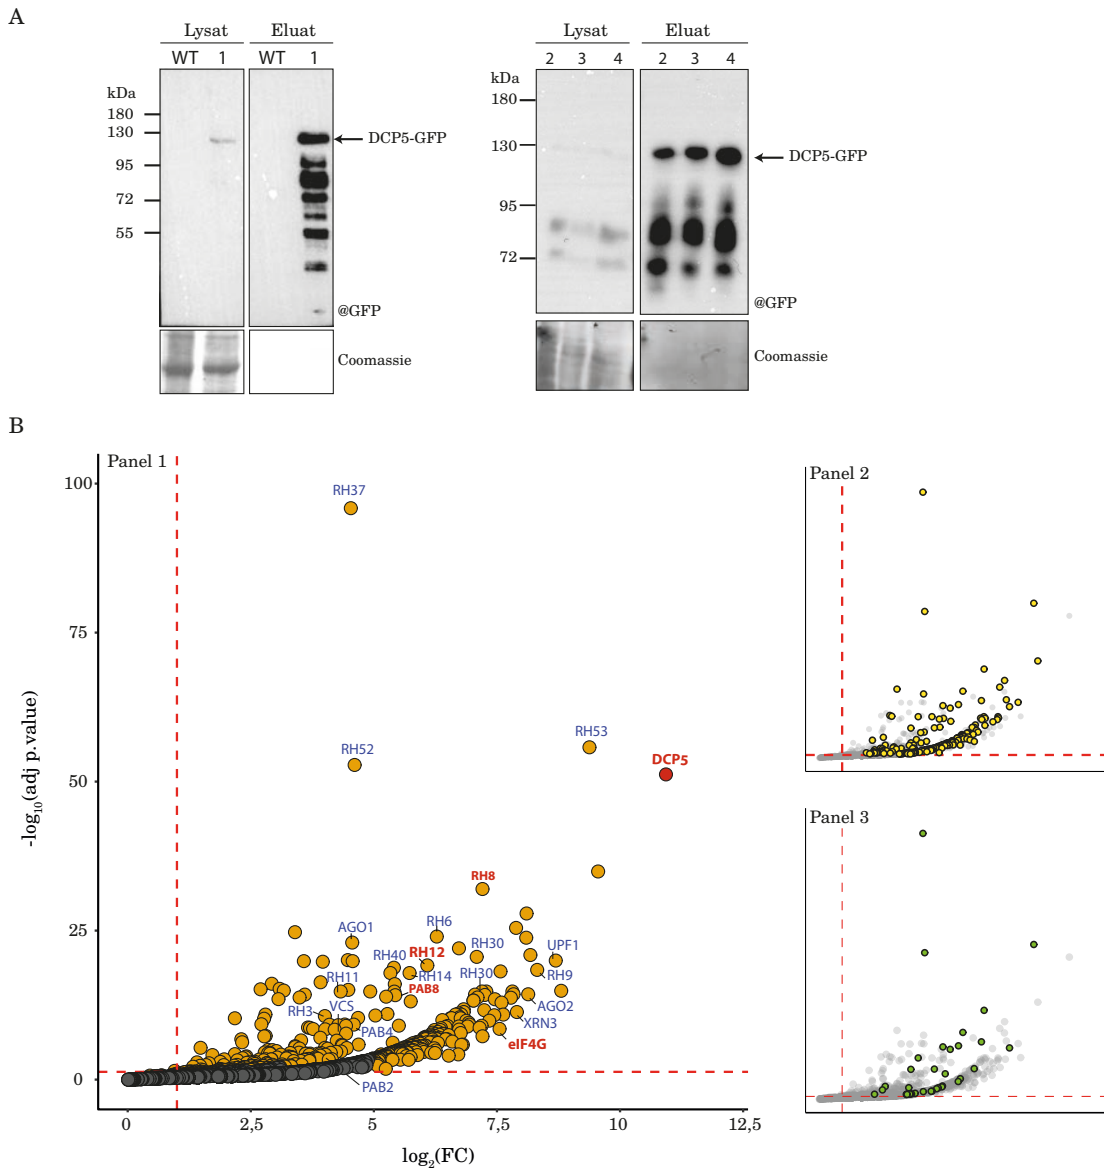 A
Lysat Eluat
WT 1 WT 1
kDa
180
130
95
72
55
DCP5-GFP
@GFP
Coomassie
Lysat Eluat
2 3 4 2 3 4
kDa
180
130
95
72
DCP5-GFP
@GFP
Coomassie
B
Panel 1
100
75
50
25
0
-log10(adj p.value)
RH37
RH52
RH53
DCP5
RH8
AGO1
RH6
RH12
RH30
UPF1
RH40
RH14
RH11
RH30
RH9
PAB8
AGO2
RH3
VCS
XRN3
PAB4
eIF4G
PAB2
0 2,5 5 7,5 10 12,5
log2(FC)
Panel 2
Panel 3